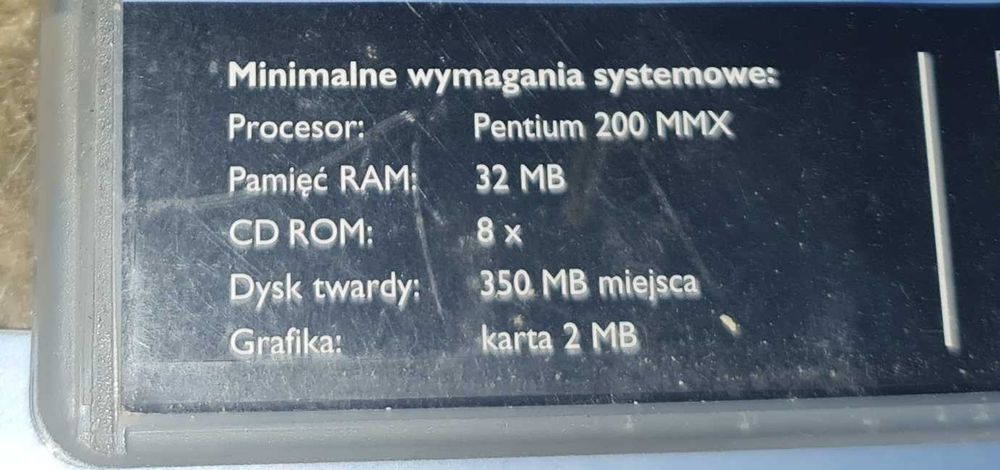 Minimalne wymagania systemowe:
Procesor: Pentium 200 MMX
Pamięć RAM: 32 MB
CD ROM: 8 x
Dysk twardy: 350 MB miejsca
Grafika: karta 2 MB